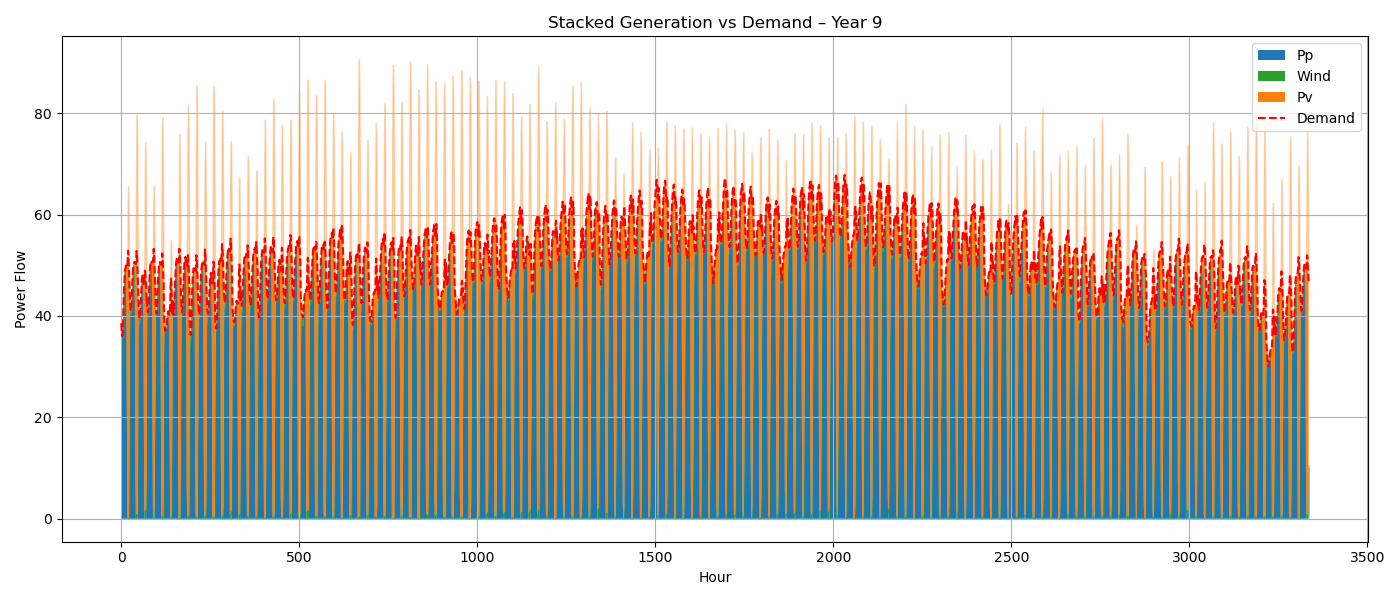 Stacked Generation vs Demand – Year 9
Pp
Wind
Pv
Demand
Power Flow
80
60
40
20
0
0 500 1000 1500 2000 2500 3000 3500
Hour